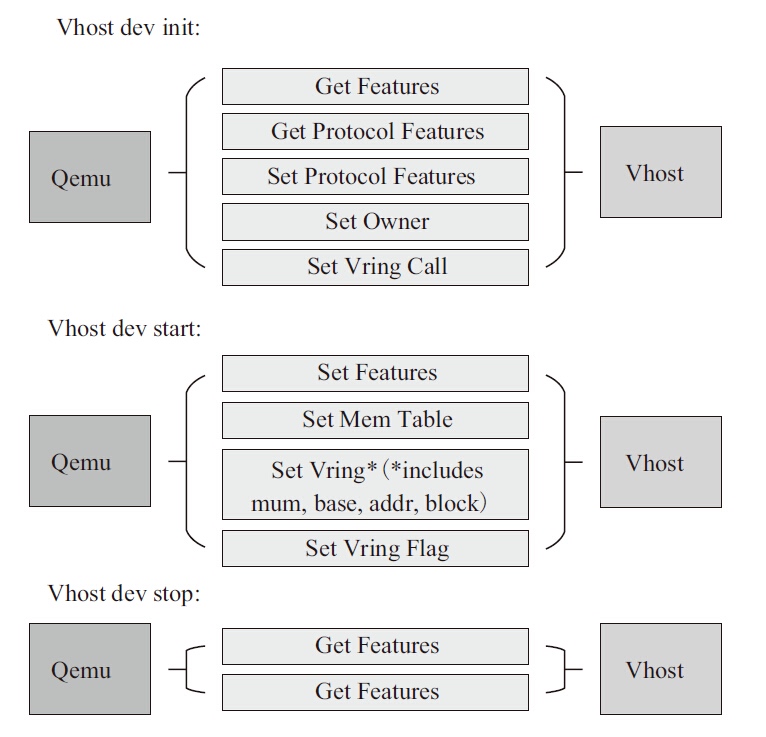 Vhost dev init:
Get Features
Get Protocol Features
Qemu
Set Protocol Features
Vhost
Set Owner
Set Vring Call
Vhost dev start:
Set Features
Set Mem Table
Qemu
Set Vring*(*includes
mum, base, addr, block)
Vhost
Set Vring Flag
Vhost dev stop:
Qemu
Get Features
Get Features
Vhost